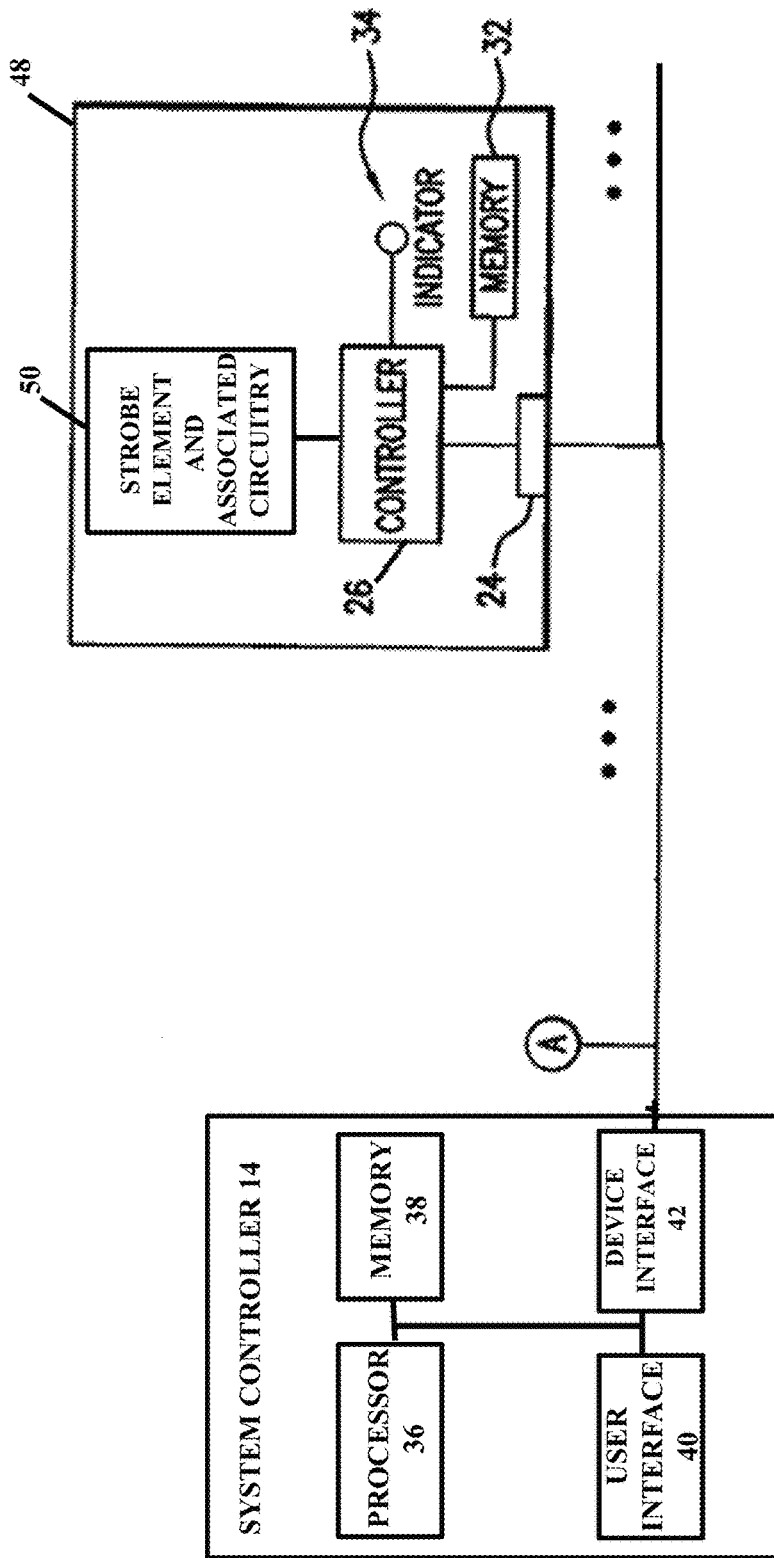 SYSTEM CONTROLLER 14
PROCESSOR
36
MEMORY
38
USER
INTERFACE
40
DEVICE
INTERFACE
42
A
48
50
STROBE
ELEMENT
AND
ASSOCIATED
CIRCUITRY
CONTROLLER
26
34
INDICATOR
MEMORY
32
24